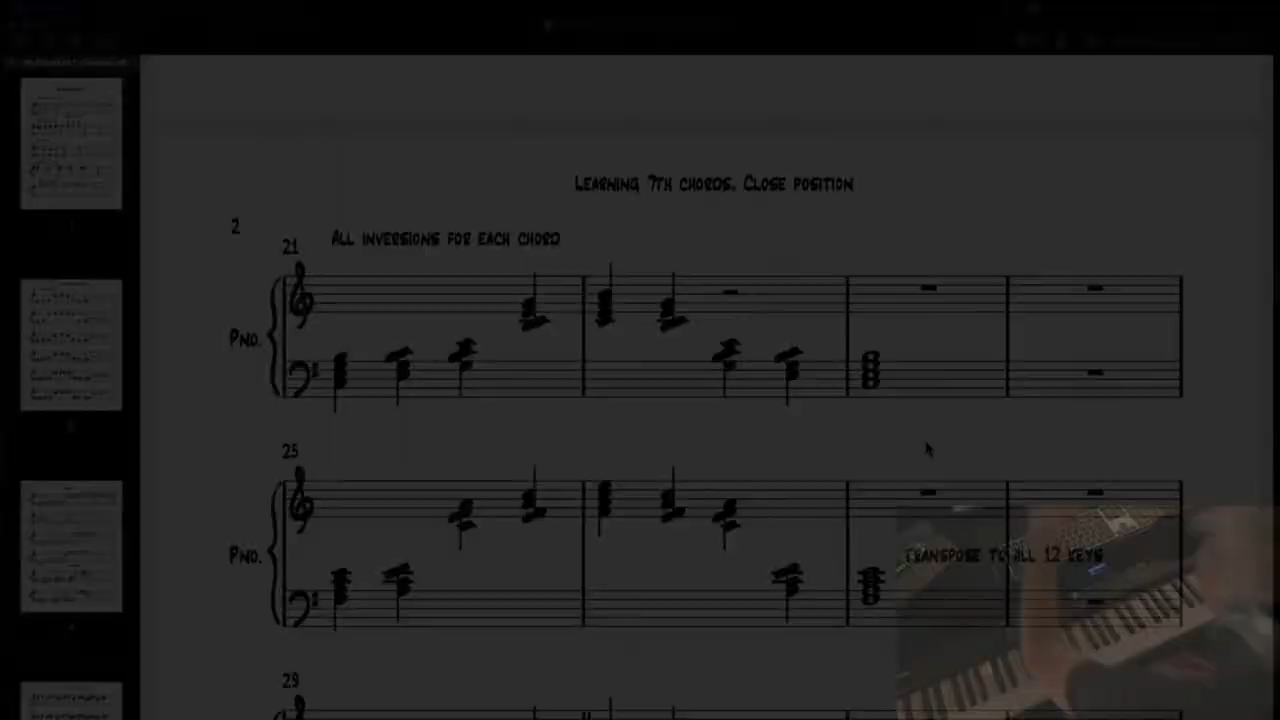 Learning 7th chords. Close position
2
21
All inversions for each chord
Pno.
25
Pno.
transpose to all 12 keys
29